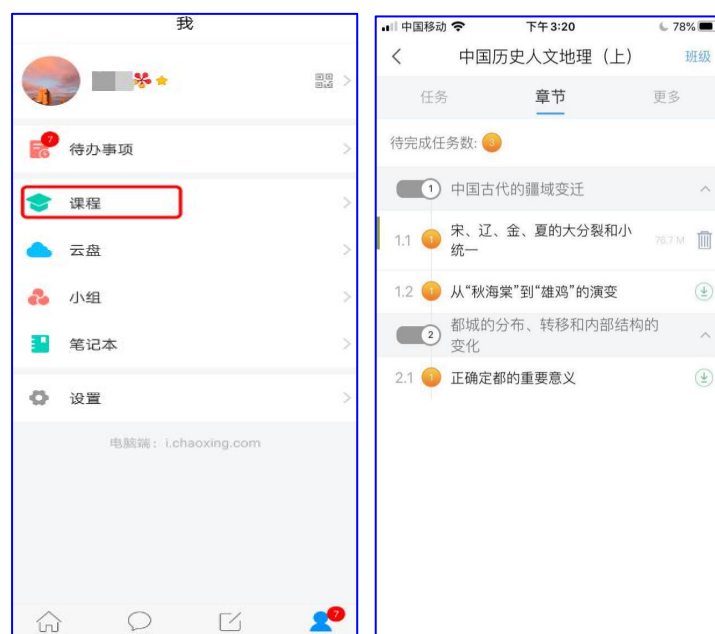 我
7
待办事项
课程
云盘
小组
笔记本
设置
电脑端：i.chaoxing.com
7
中国移动
下午3:20
78%
中国历史人文地理（上）
班级
任务
章节
更多
待完成任务数: 3
1 中国古代的疆域变迁
1.1 1 宋、辽、金、夏的大分裂和小
统一
76.7 M
1.2 1 从“秋海棠”到“雄鸡”的演变
2 都城的分布、转移和内部结构的
变化
2.1 1 正确定都的重要意义